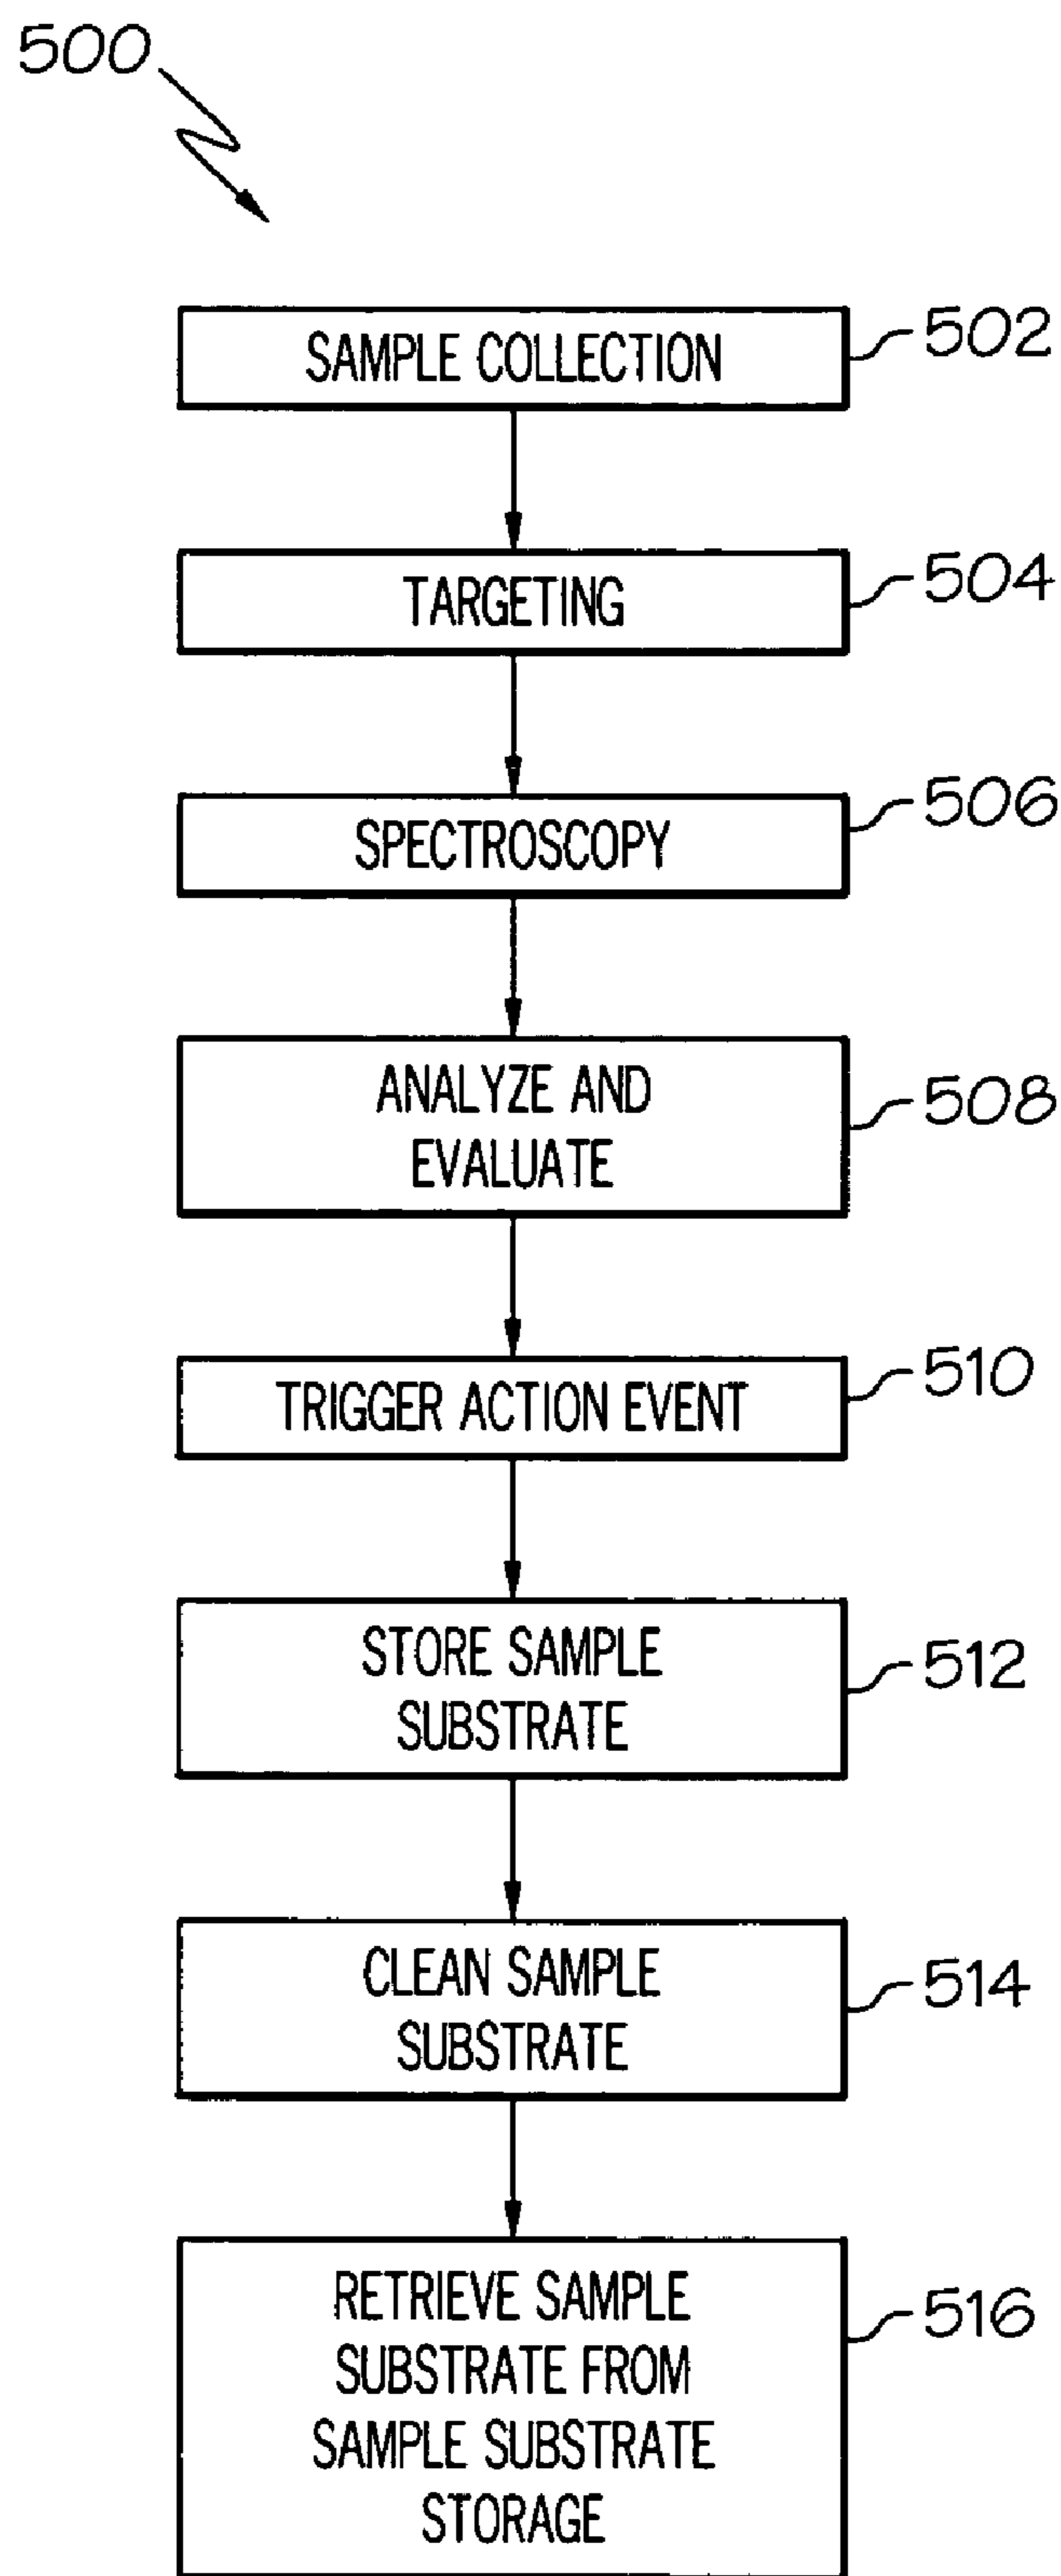 500
SAMPLE COLLECTION
502
TARGETING
504
SPECTROSCOPY
506
ANALYZE AND
EVALUATE
508
TRIGGER ACTION EVENT
510
STORE SAMPLE
SUBSTRATE
512
CLEAN SAMPLE
SUBSTRATE
514
RETRIEVE SAMPLE
SUBSTRATE FROM
SAMPLE SUBSTRATE
STORAGE
516